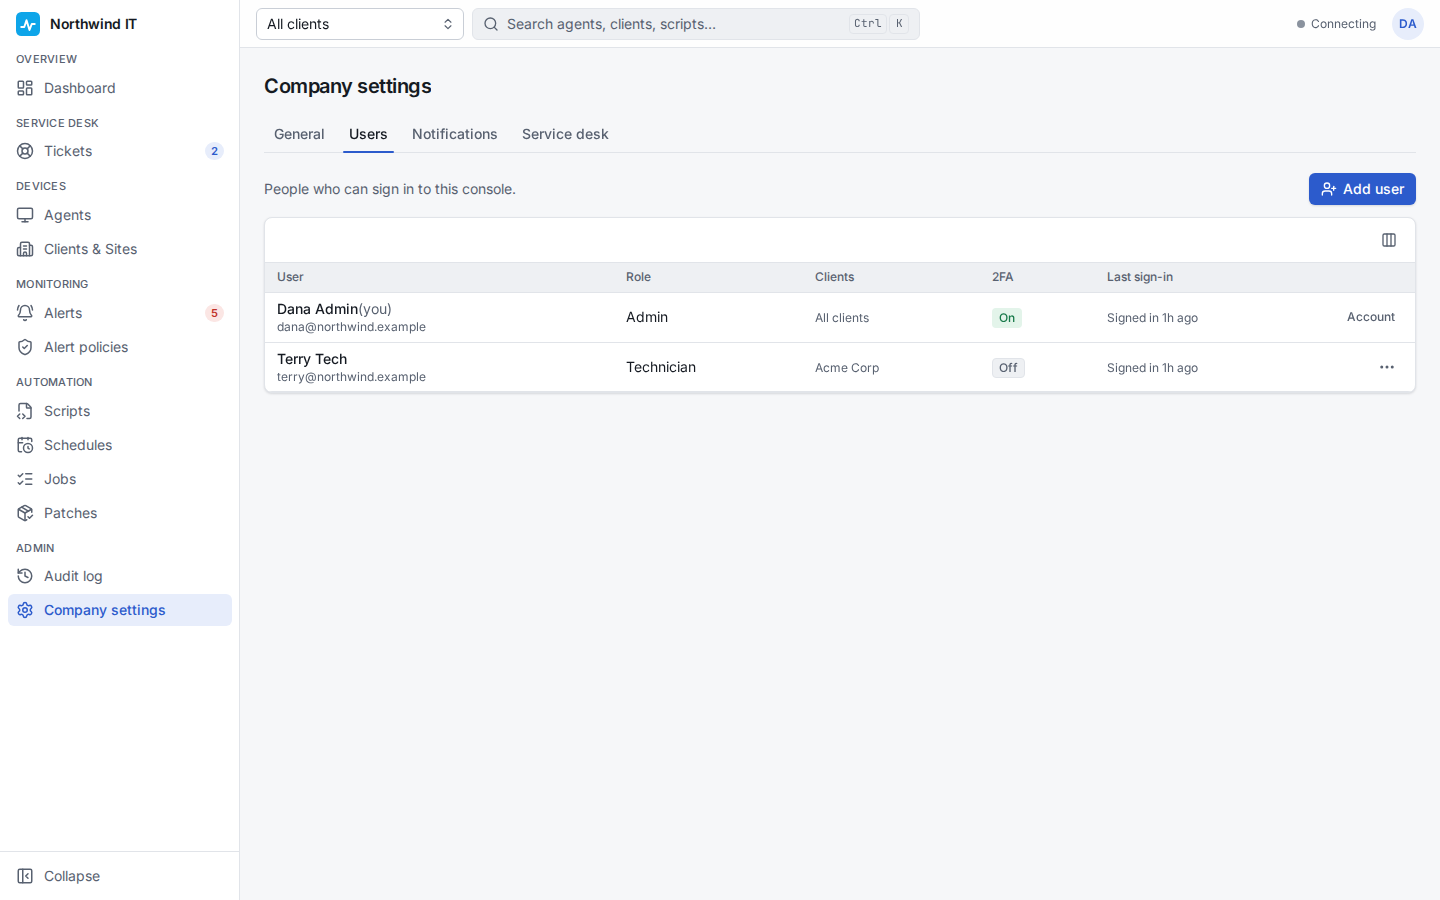 Northwind IT
All clients
Search agents, clients, scripts...
Ctrl K
Connecting
DA
OVERVIEW
Dashboard
SERVICE DESK
Tickets 2
DEVICES
Agents
Clients & Sites
MONITORING
Alerts 5
Alert policies
AUTOMATION
Scripts
Schedules
Jobs
Patches
ADMIN
Audit log
Company settings
Collapse
Company settings
General Users Notifications Service desk
People who can sign in to this console.
Add user
User Role Clients 2FA Last sign-in
Dana Admin(you)
dana@northwind.example
Admin All clients On Signed in 1h ago Account
Terry Tech
terry@northwind.example
Technician Acme Corp Off Signed in 1h ago